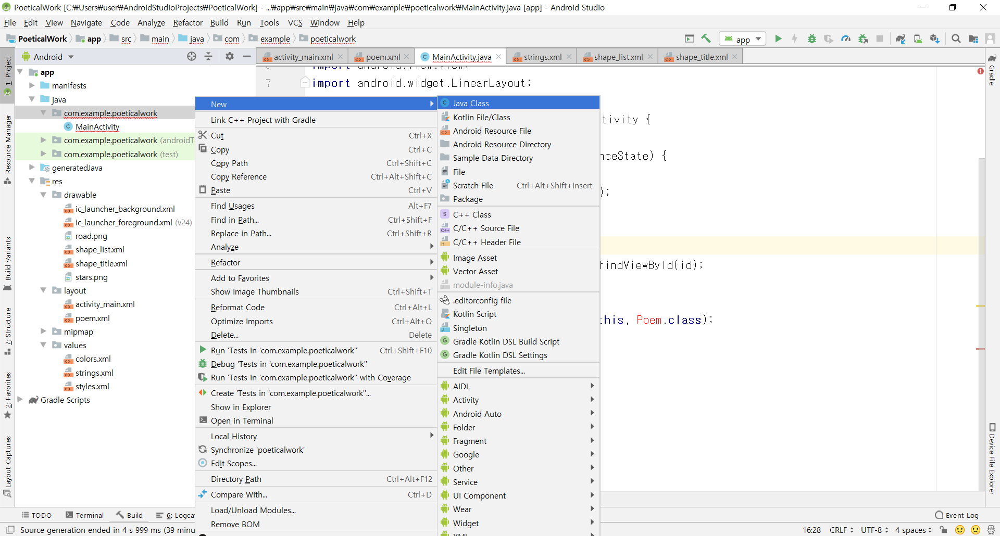 PoeticalWork [C:₩Users₩user₩AndroidStudioProjects₩PoeticalWork] - ...₩app₩src₩main₩java₩com₩example₩poeticalwork₩MainActivity.java [app] - Android Studio
File Edit View Navigate Code Analyze Refactor Build Run Tools VCS Window Help
PoeticalWork app src main java com example poeticalwork
app
Android
activity_main.xml poem.xml MainActivity.java strings.xml shape_list.xml shape_title.xml
1: Project
Resource Manager
Build Variants
7: Structure
2: Favorites
Layout Captures
app
manifests
java
com.example.poeticalwork
MainActivity
com.example.poeticalwork (androidT
com.example.poeticalwork (test)
generatedJava
res
drawable
ic_launcher_background.xml
ic_launcher_foreground.xml (v24)
road.png
shape_list.xml
shape_title.xml
stars.png
layout
activity_main.xml
poem.xml
mipmap
values
colors.xml
strings.xml
styles.xml
Gradle Scripts
import android.view.View;
7 import android.widget.LinearLayout;
tivity {
nceState) {
);
findViewById(id);
this, Poem.class);
New
Link C++ Project with Gradle
Cut Ctrl+X
Copy Ctrl+C
Copy Path Ctrl+Shift+C
Copy Reference Ctrl+Alt+Shift+C
Paste Ctrl+V
Find Usages Alt+F7
Find in Path... Ctrl+Shift+F
Replace in Path... Ctrl+Shift+R
Analyze
Refactor
Add to Favorites
Show Image Thumbnails Ctrl+Shift+T
Reformat Code Ctrl+Alt+L
Optimize Imports Ctrl+Alt+O
Delete... Delete
Run 'Tests in 'com.example.poeticalwork'' Ctrl+Shift+F10
Debug 'Tests in 'com.example.poeticalwork''
Run 'Tests in 'com.example.poeticalwork'' with Coverage
Create 'Tests in 'com.example.poeticalwork''...
Show in Explorer
Open in Terminal
Local History
Synchronize 'poeticalwork'
Edit Scopes...
Directory Path Ctrl+Alt+F12
Compare With... Ctrl+D
Load/Unload Modules...
Remove BOM
Java Class
Kotlin File/Class
Android Resource File
Android Resource Directory
Sample Data Directory
File
Scratch File Ctrl+Alt+Shift+Insert
Package
C++ Class
C/C++ Source File
C/C++ Header File
Image Asset
Vector Asset
module-info.java
.editorconfig file
Kotlin Script
Singleton
Gradle Kotlin DSL Build Script
Gradle Kotlin DSL Settings
Edit File Templates...
AIDL
Activity
Android Auto
Folder
Fragment
Google
Other
Service
UI Component
Wear
Widget
XML
Gradle
Device File Explorer
TODO Terminal Build 6: Logca
Event Log
Source generation ended in 4 s 999 ms (39 minu
16:28 CRLF UTF-8 4 spaces